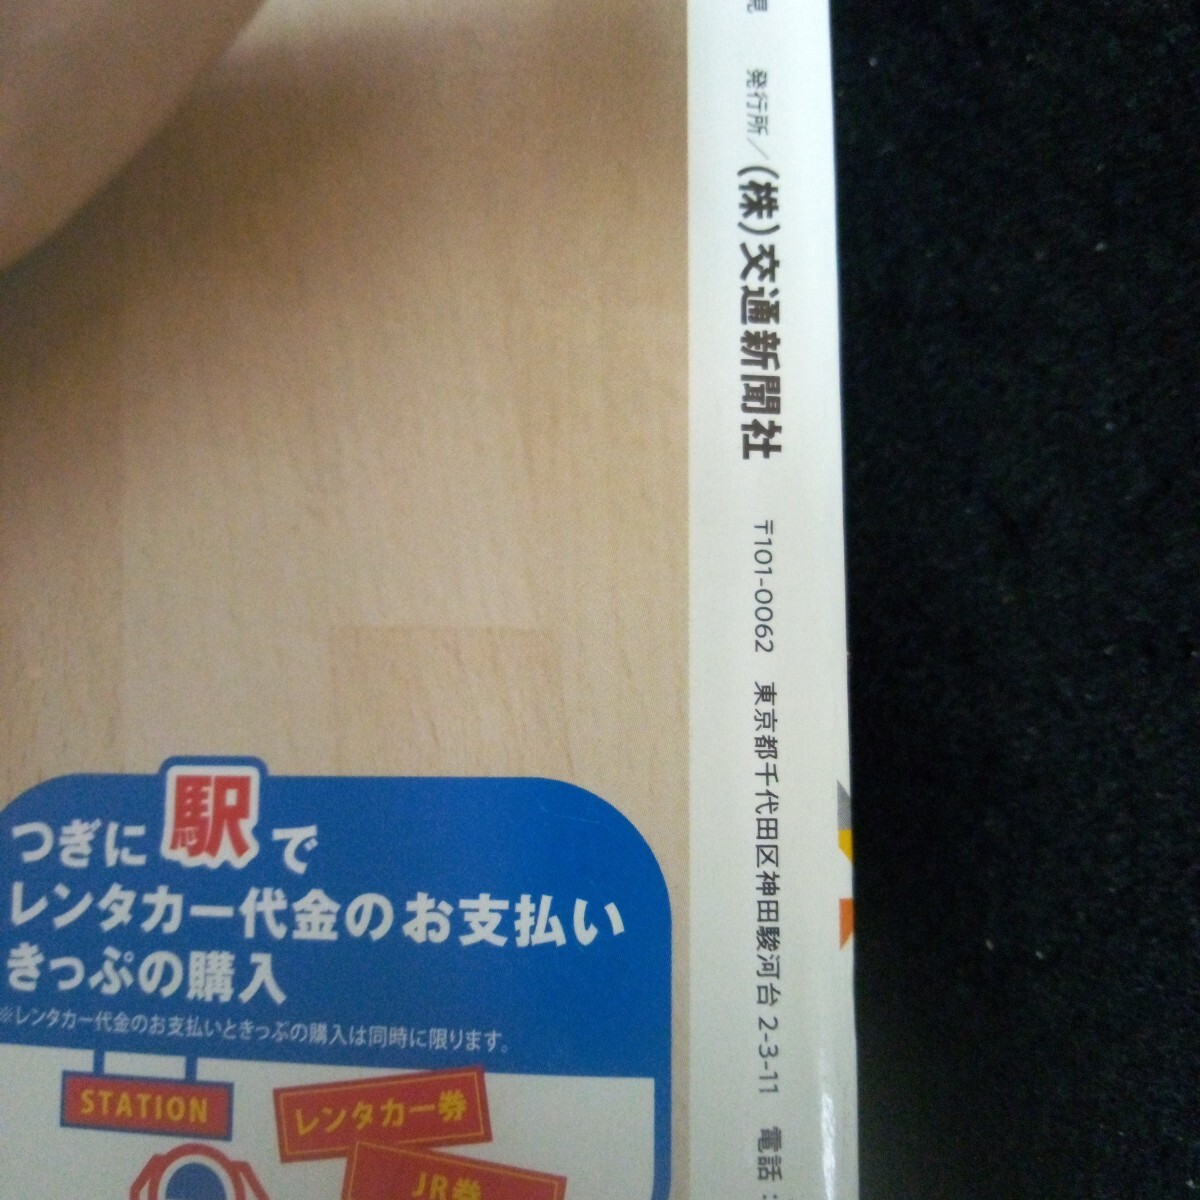 発行所／(株)交通新聞社 〒101-0062 東京都千代田区神田駿河台2-3-11 電話：
つぎに駅で
レンタカー代金のお支払い
きっぷの購入
※レンタカー代金のお支払いときっぷの購入は同時に限ります。
STATION
レンタカー券
JR券